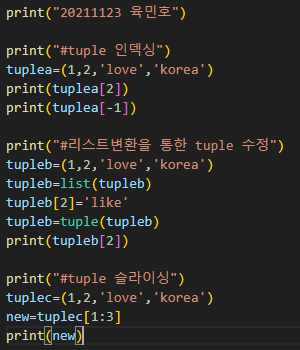 print("20211123 육민호")
print("#tuple 인덱싱")
tuplea=(1,2,'love','korea')
print(tuplea[2])
print(tuplea[-1])
print("#리스트변환을 통한 tuple 수정")
tupleb=(1,2,'love','korea')
tupleb=list(tupleb)
tupleb[2]='like'
tupleb=tuple(tupleb)
print(tupleb[2])
print("#tuple 슬라이싱")
tuplec=(1,2,'love','korea')
new=tuplec[1:3]
print(new)